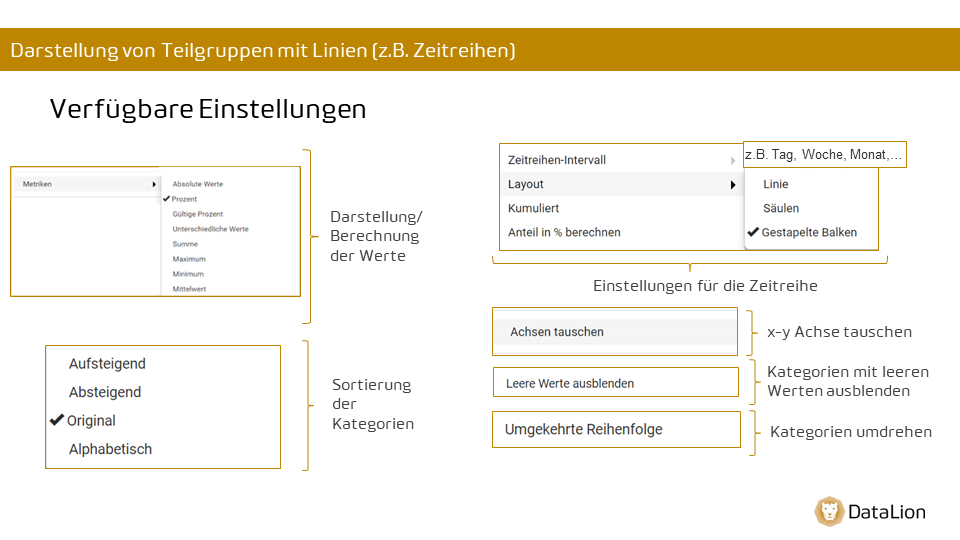 Darstellung von Teilgruppen mit Linien (z.B. Zeitreihen)
Verfügbare Einstellungen
Metriken
Absolute Werte
Prozent
Gültige Prozent
Unterschiedliche Werte
Summe
Maximum
Minimum
Mittelwert
Darstellung/
Berechnung
der Werte
Aufsteigend
Absteigend
Original
Alphabetisch
Sortierung
der
Kategorien
Zeitreihen-Intervall
z.B. Tag, Woche, Monat,...
Layout
Linie
Kumuliert
Säulen
Anteil in % berechnen
Gestapelte Balken
Einstellungen für die Zeitreihe
Achsen tauschen
x-y Achse tauschen
Leere Werte ausblenden
Kategorien mit leeren
Werten ausblenden
Umgekehrte Reihenfolge
Kategorien umdrehen
DataLion